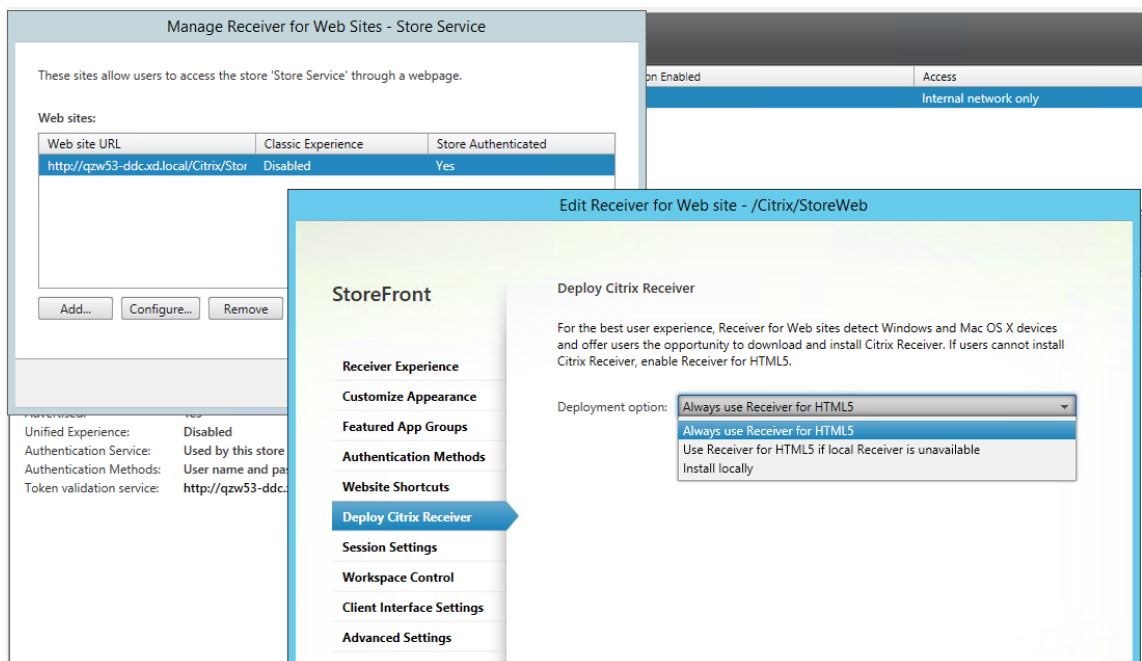 Manage Receiver for Web Sites - Store Service
These sites allow users to access the store 'Store Service' through a webpage.
Web sites:
Web site URL Classic Experience Store Authenticated
http://qzw53-ddc.xd.local/Citrix/Stor Disabled Yes
Add... Configure... Remove
on Enabled Access
Internal network only
Advertised: Yes
Unified Experience: Disabled
Authentication Service: Used by this store
Authentication Methods: User name and pas
Token validation service: http://qzw53-ddc.
Edit Receiver for Web site - /Citrix/StoreWeb
StoreFront
Receiver Experience
Customize Appearance
Featured App Groups
Authentication Methods
Website Shortcuts
Deploy Citrix Receiver
Session Settings
Workspace Control
Client Interface Settings
Advanced Settings
Deploy Citrix Receiver
For the best user experience, Receiver for Web sites detect Windows and Mac OS X devices
and offer users the opportunity to download and install Citrix Receiver. If users cannot install
Citrix Receiver, enable Receiver for HTML5.
Deployment option: Always use Receiver for HTML5
Always use Receiver for HTML5
Use Receiver for HTML5 if local Receiver is unavailable
Install locally